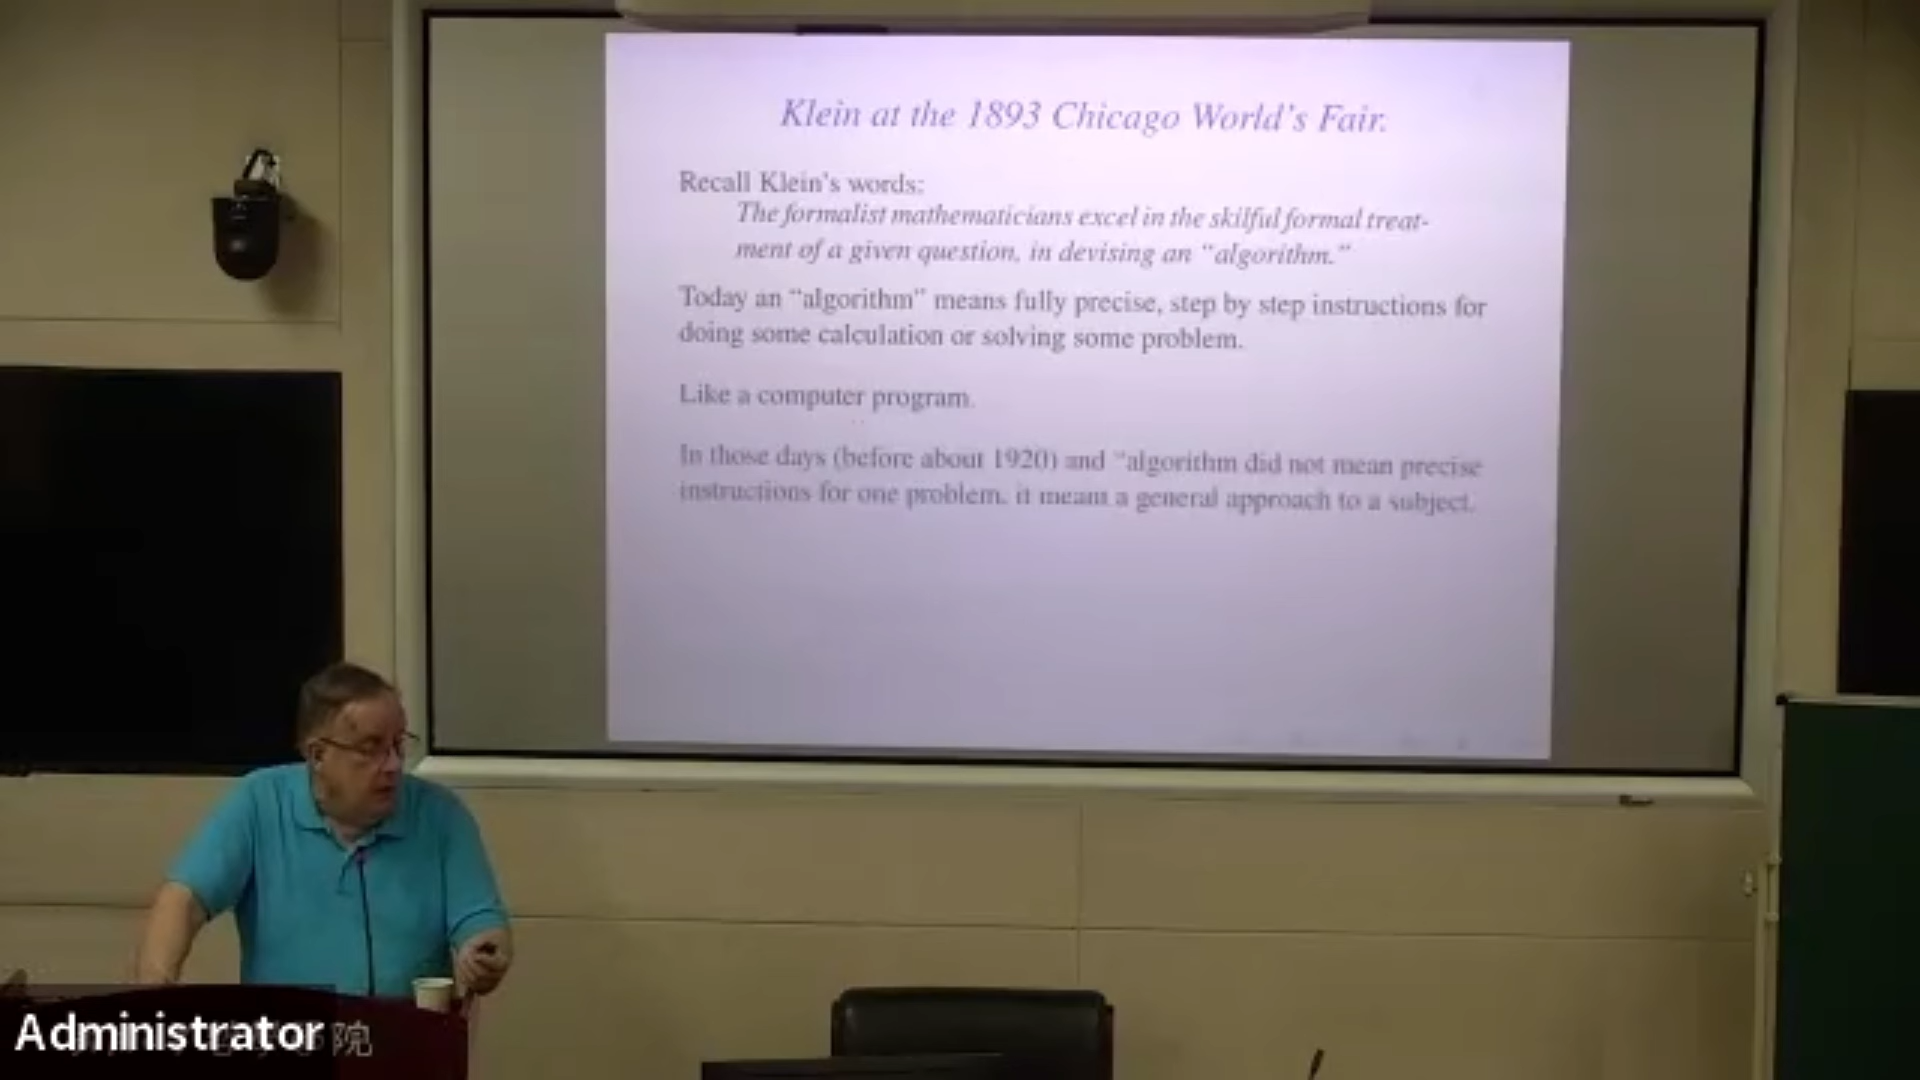 Klein at the 1893 Chicago World's Fair.
Recall Klein's words:
The formalist mathematicians excel in the skilful formal treat-
ment of a given question, in devising an "algorithm."
Today an "algorithm" means fully precise, step by step instructions for
doing some calculation or solving some problem.
Like a computer program.
In those days (before about 1920) and "algorithm did not mean precise
instructions for one problem, it meant a general approach to a subject.
Administrator
院